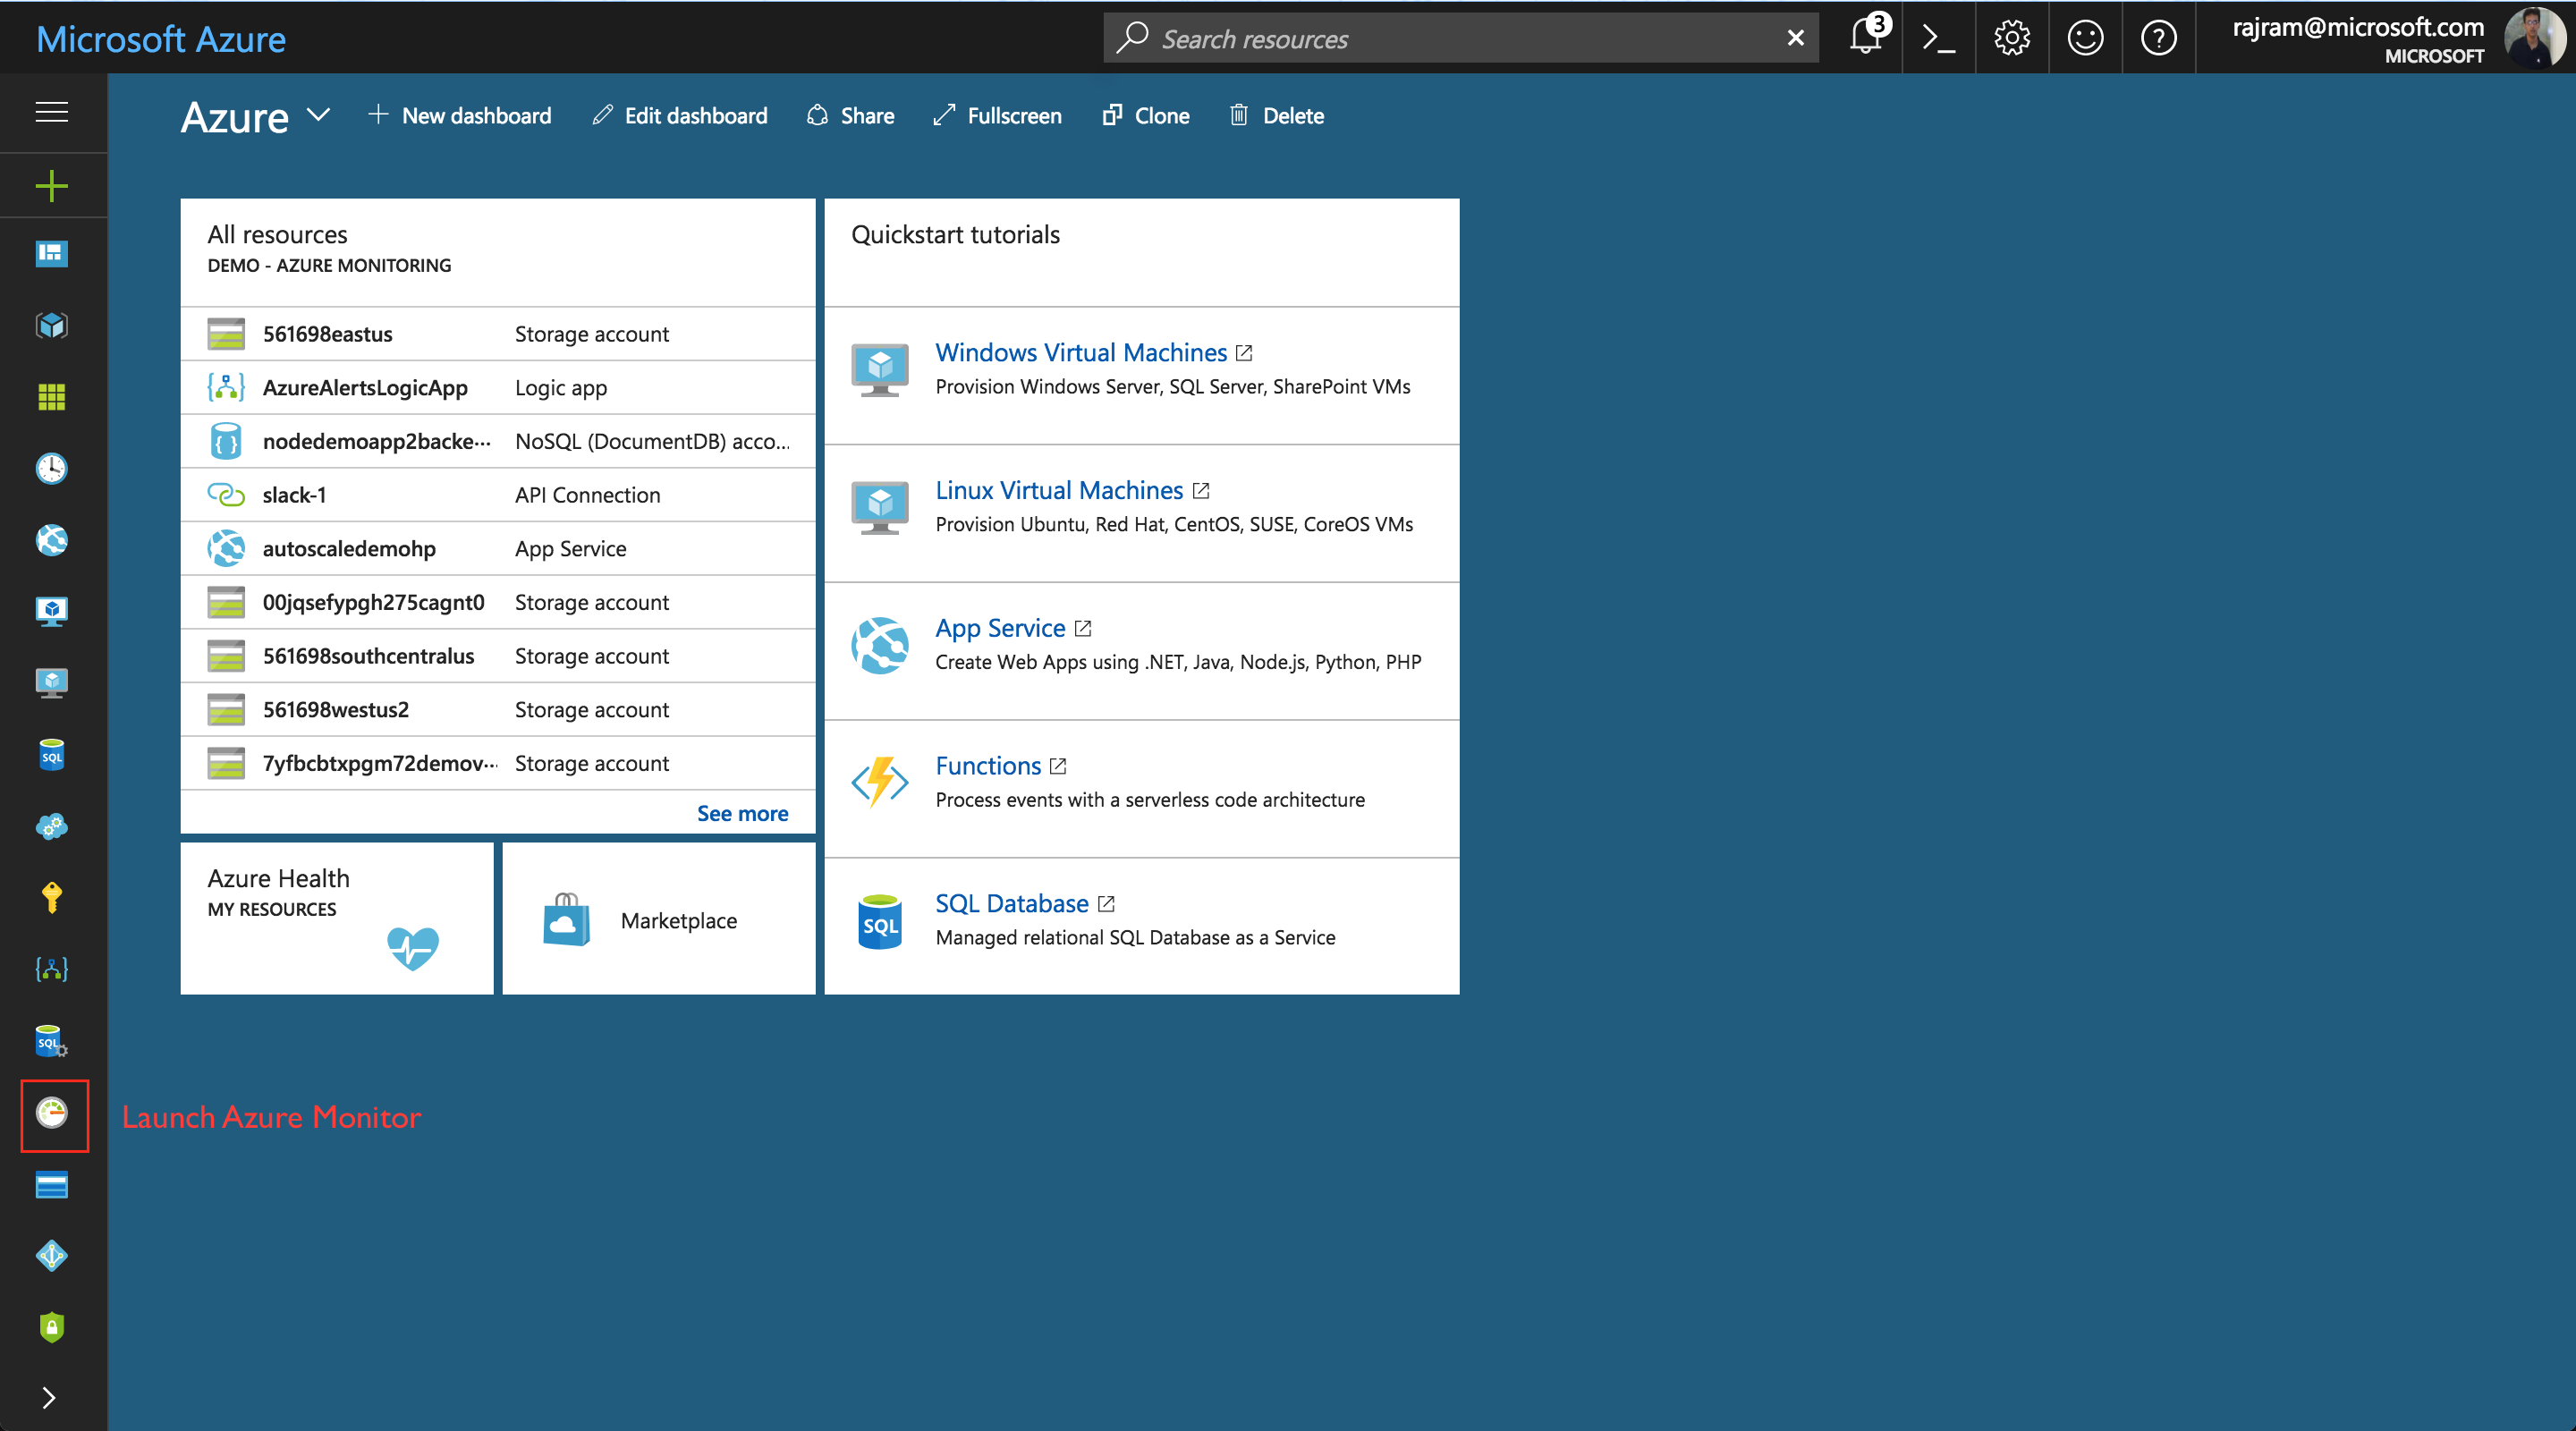 Microsoft Azure
Search resources
3
rajram@microsoft.com
MICROSOFT
Azure
New dashboard
Edit dashboard
Share
Fullscreen
Clone
Delete
All resources
DEMO - AZURE MONITORING
561698eastus Storage account
AzureAlertsLogicApp Logic app
nodedemoapp2backe... NoSQL (DocumentDB) acco...
slack-1 API Connection
autoscaledemohp App Service
00jqsefypgh275cagnt0 Storage account
561698southcentralus Storage account
561698westus2 Storage account
7yfbcbtxpgm72demov... Storage account
See more
Azure Health
MY RESOURCES
Marketplace
Quickstart tutorials
Windows Virtual Machines
Provision Windows Server, SQL Server, SharePoint VMs
Linux Virtual Machines
Provision Ubuntu, Red Hat, CentOS, SUSE, CoreOS VMs
App Service
Create Web Apps using .NET, Java, Node.js, Python, PHP
Functions
Process events with a serverless code architecture
SQL
SQL Database
Managed relational SQL Database as a Service
SQL
SQL
Launch Azure Monitor